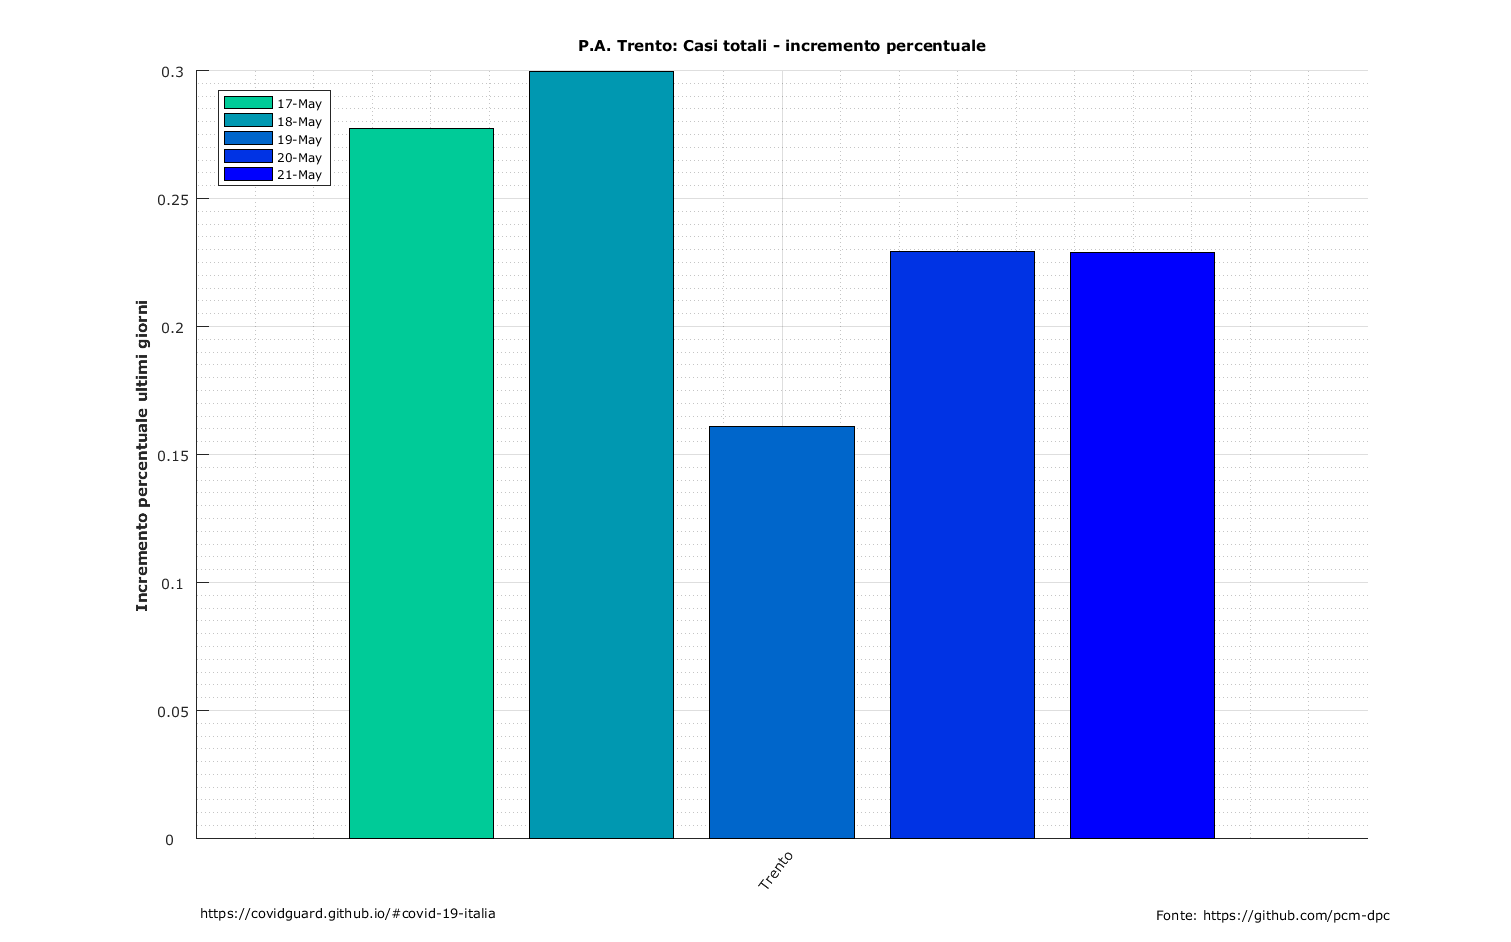 P.A. Trento: Casi totali - incremento percentuale
17-May
18-May
19-May
20-May
21-May
Incremento percentuale ultimi giorni
0.3
0.25
0.2
0.15
0.1
0.05
0
Trento
https://covidguard.github.io/#covid-19-italia
Fonte: https://github.com/pcm-dpc